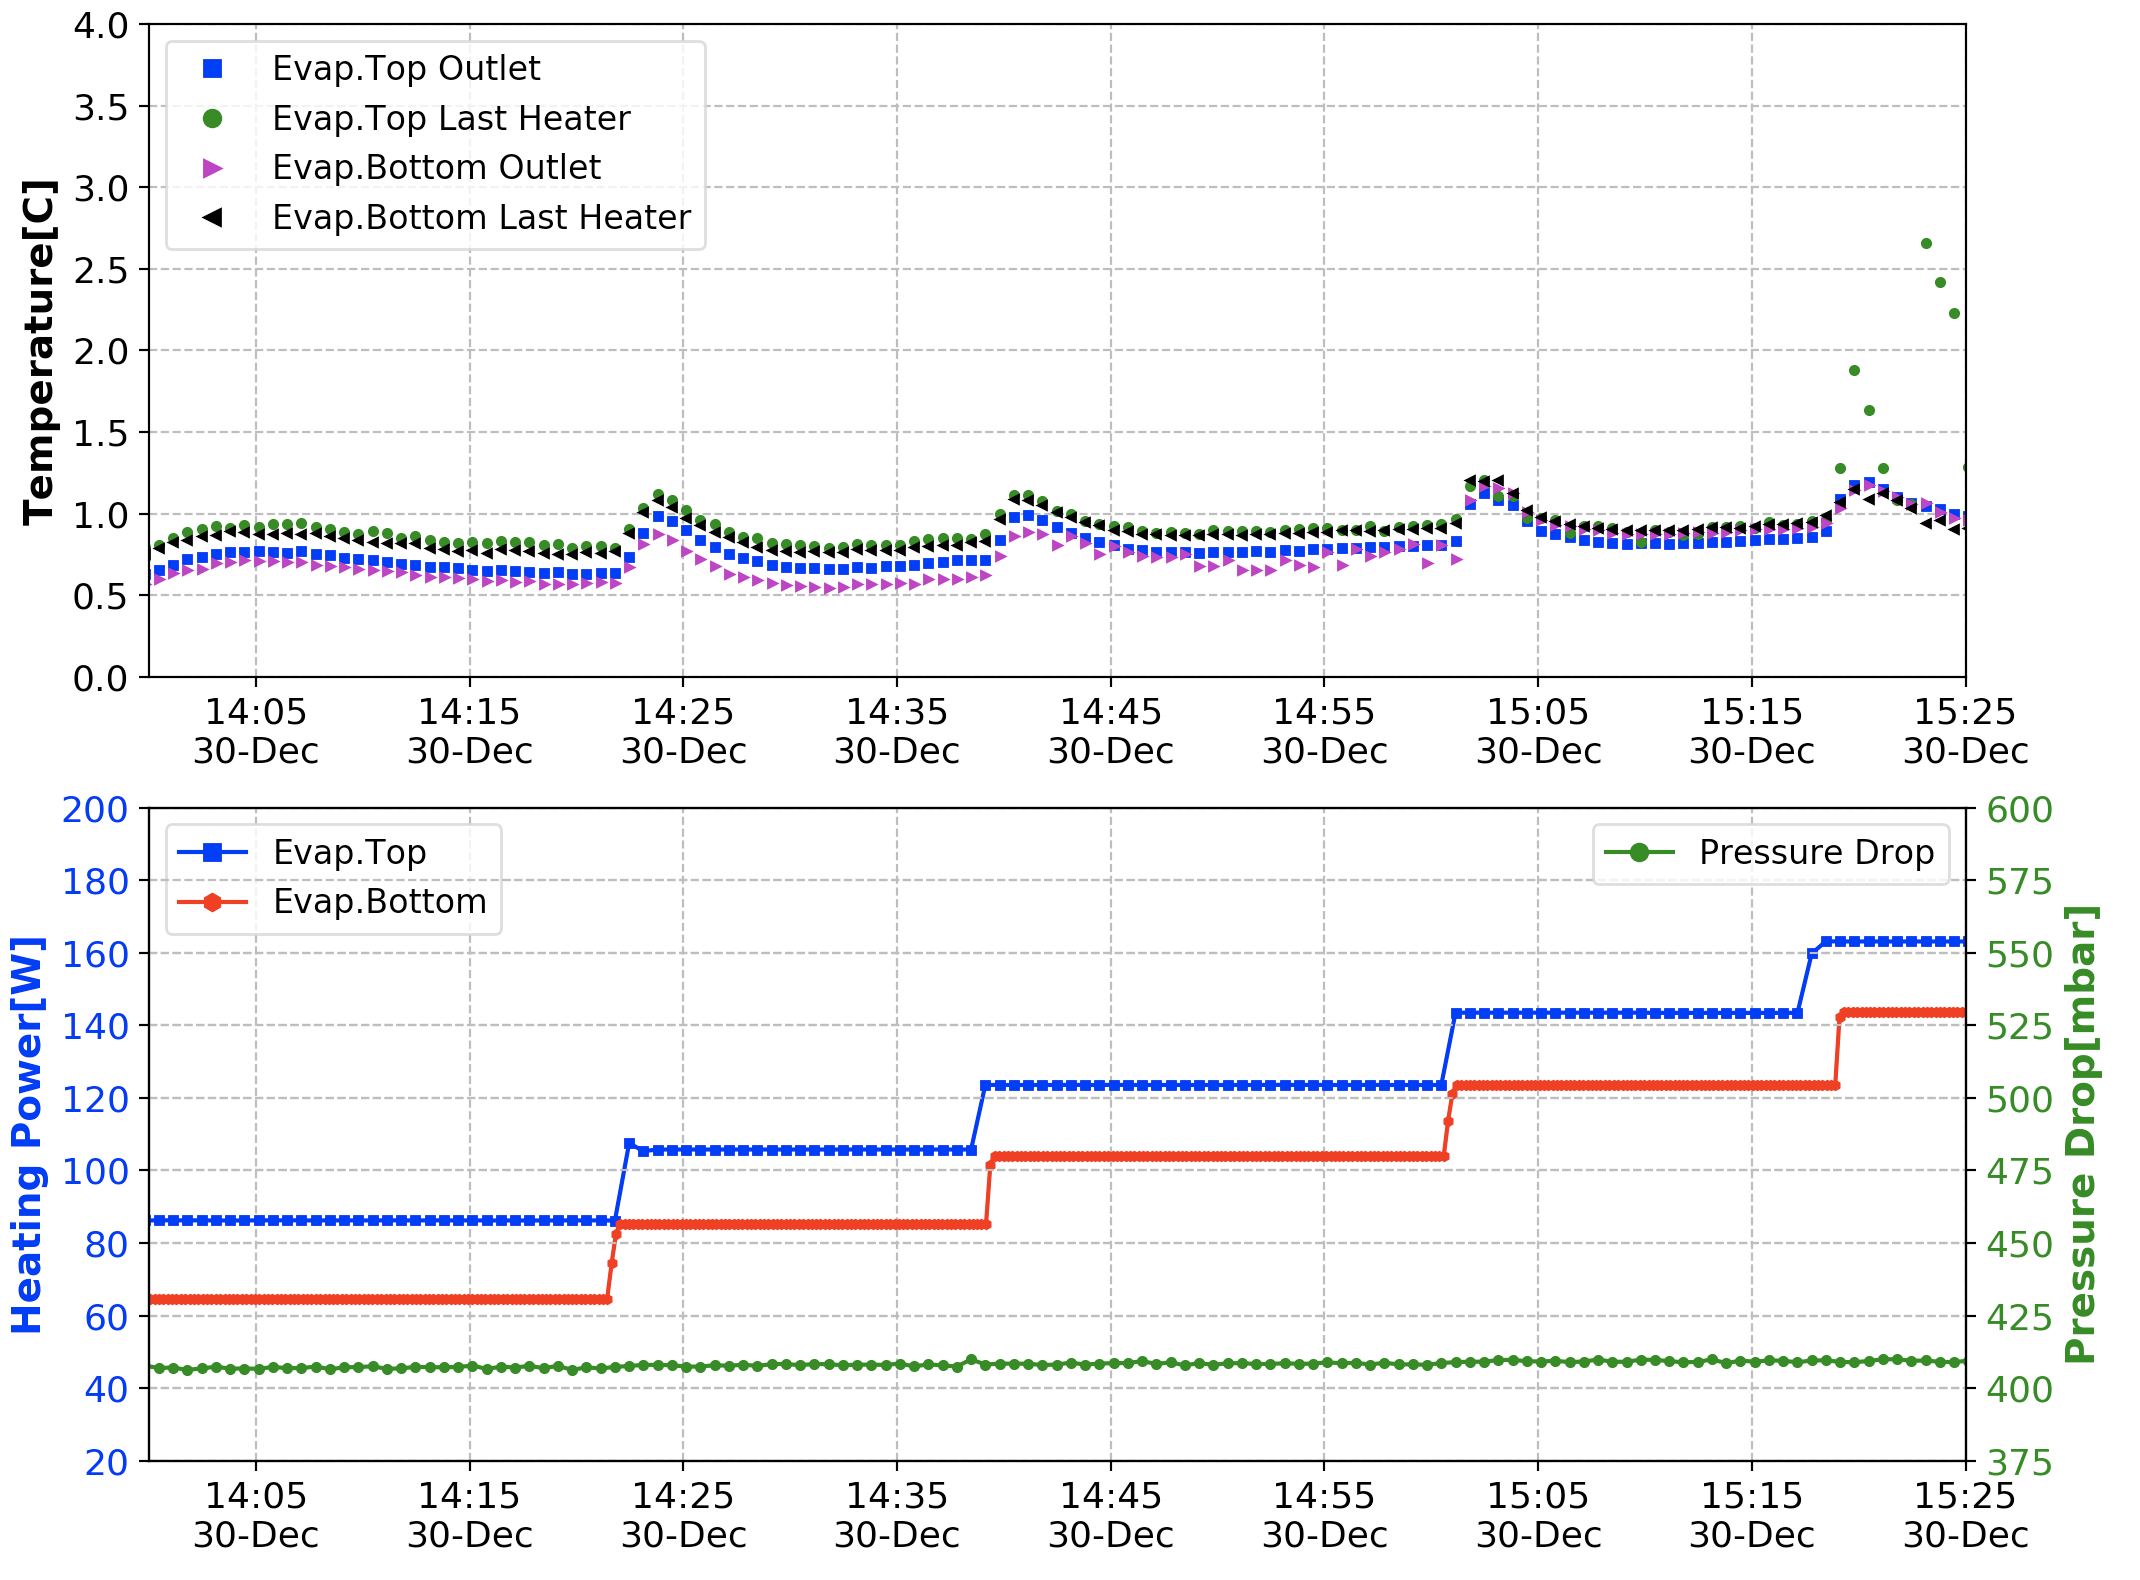 4.0
3.5
3.0
2.5
2.0
1.5
1.0
0.5
0.0
Temperature[C]
Evap.Top Outlet
Evap.Top Last Heater
Evap.Bottom Outlet
Evap.Bottom Last Heater
14:05 14:15 14:25 14:35 14:45 14:55 15:05 15:15 15:25
30-Dec 30-Dec 30-Dec 30-Dec 30-Dec 30-Dec 30-Dec 30-Dec 30-Dec
200
180
160
140
120
100
80
60
40
20
Heating Power[W]
Evap.Top
Evap.Bottom
Pressure Drop
600
575
550
525
500
475
450
425
400
375
Pressure Drop[mbar]
14:05 14:15 14:25 14:35 14:45 14:55 15:05 15:15 15:25
30-Dec 30-Dec 30-Dec 30-Dec 30-Dec 30-Dec 30-Dec 30-Dec 30-Dec